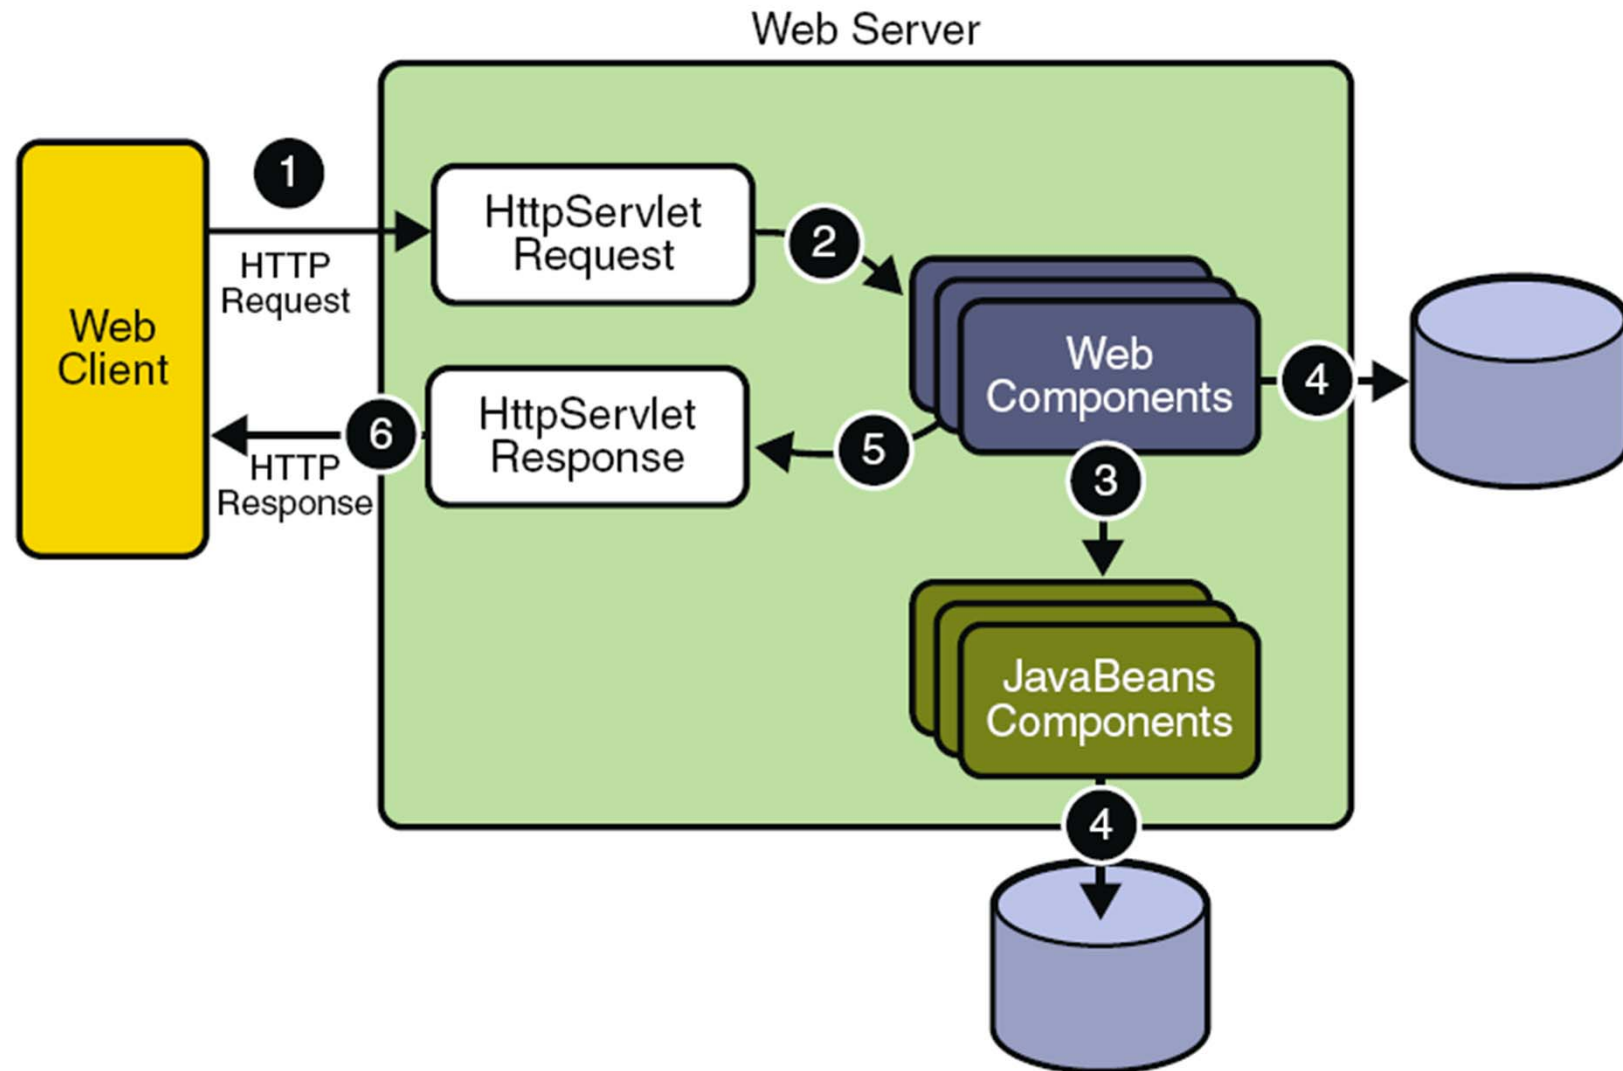 Web Server
1
HTTP
Request
Web
Client
HttpServlet
Request
2
Web
Components
4
HttpServlet
Response
5
6
HTTP
Response
3
JavaBeans
Components
4